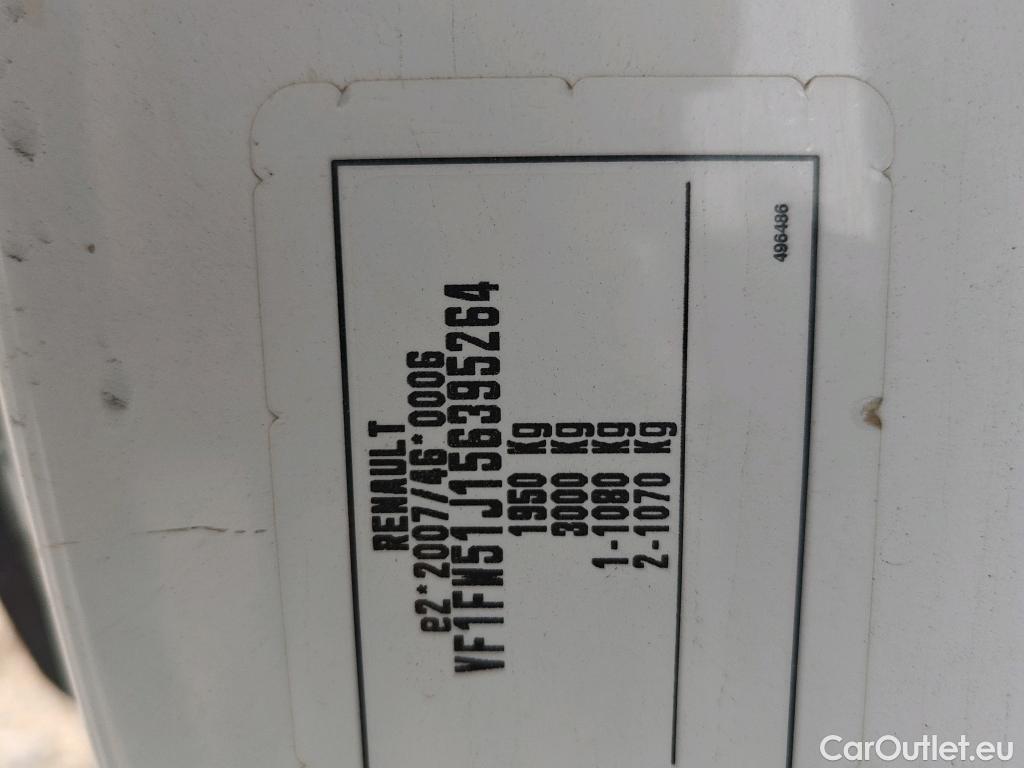 RENAULT
e2*2007/46*0006
VF1FW51J156395264
1950 Kg
3000 Kg
1-1080 Kg
2-1070 Kg
496486
CarOutlet.eu